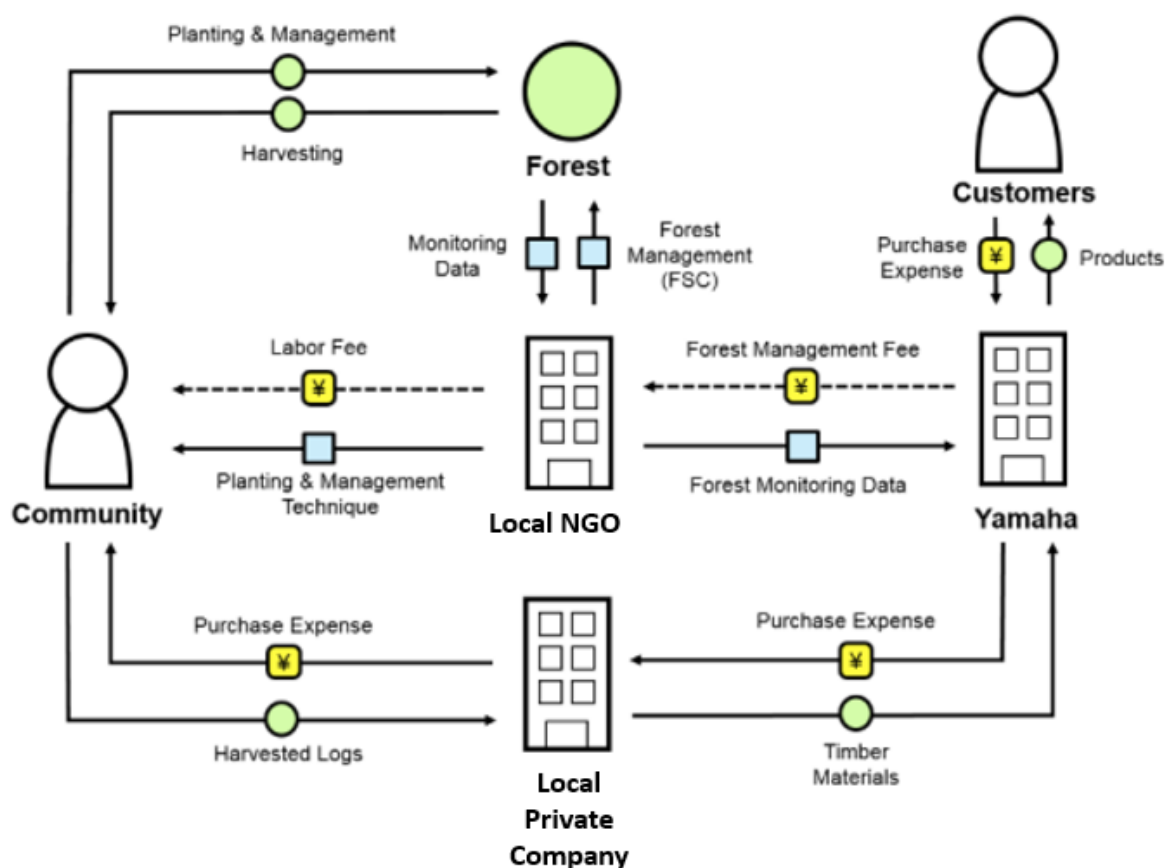 Planting & Management
Harvesting
Forest
Customers
Monitoring
Data
Forest
Management
(FSC)
Purchase
Expense
¥
Products
Labor Fee
¥
Forest Management Fee
¥
Planting & Management
Technique
Forest Monitoring Data
Community
Local NGO
Yamaha
Purchase Expense
¥
Purchase Expense
¥
Harvested Logs
Timber
Materials
Local
Private
Company